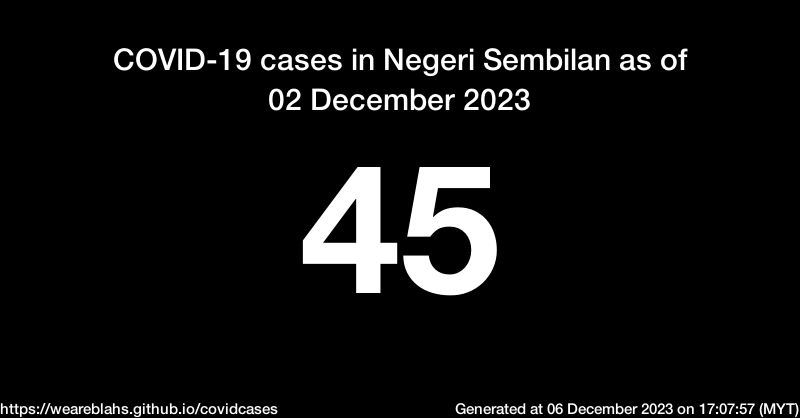 COVID-19 cases in Negeri Sembilan as of
02 December 2023
45
https://weareblahs.github.io/covidcases
Generated at 06 December 2023 on 17:07:57 (MYT)